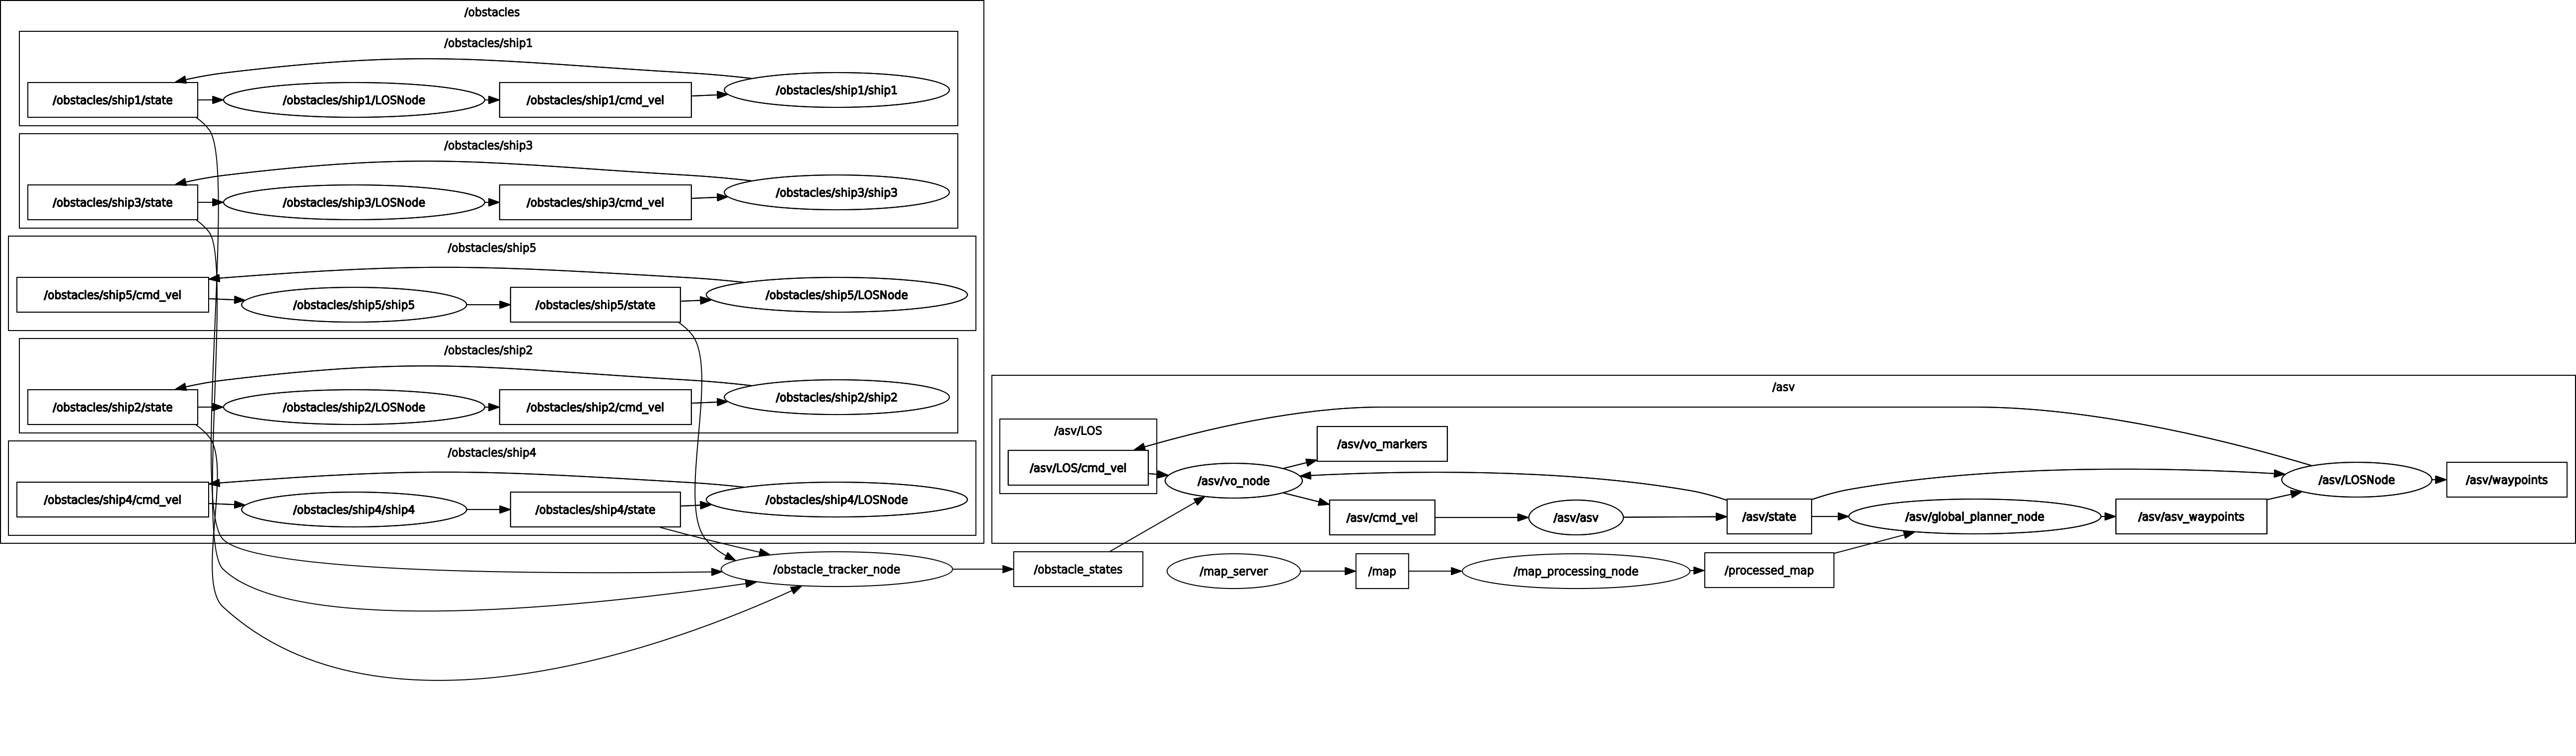 /obstacles
/obstacles/ship1
/obstacles/ship1/state
/obstacles/ship1/LOSNode
/obstacles/ship1/cmd_vel
/obstacles/ship1/ship1
/obstacles/ship3
/obstacles/ship3/state
/obstacles/ship3/LOSNode
/obstacles/ship3/cmd_vel
/obstacles/ship3/ship3
/obstacles/ship5
/obstacles/ship5/cmd_vel
/obstacles/ship5/ship5
/obstacles/ship5/state
/obstacles/ship5/LOSNode
/obstacles/ship2
/obstacles/ship2/state
/obstacles/ship2/LOSNode
/obstacles/ship2/cmd_vel
/obstacles/ship2/ship2
/obstacles/ship4
/obstacles/ship4/cmd_vel
/obstacles/ship4/ship4
/obstacles/ship4/state
/obstacles/ship4/LOSNode
/asv
/asv/LOS
/asv/LOS/cmd_vel
/asv/vo_node
/asv/vo_markers
/asv/cmd_vel
/asv/asv
/asv/state
/asv/global_planner_node
/asv/asv_waypoints
/asv/LOSNode
/asv/waypoints
/obstacle_tracker_node
/obstacle_states
/map_server
/map
/map_processing_node
/processed_map